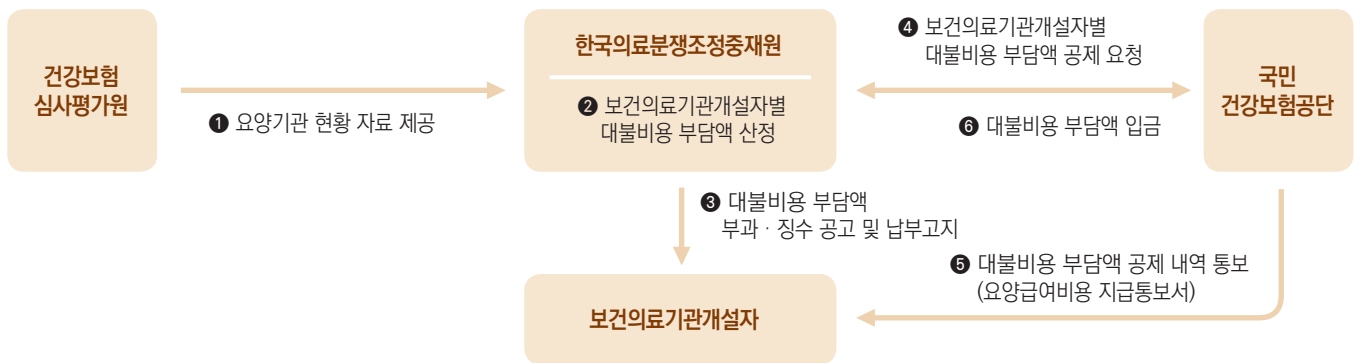 건강보험
심사평가원
❶ 요양기관 현황 자료 제공
한국의료분쟁조정중재원
❷ 보건의료기관개설자별
대불비용 부담액 산정
❸ 대불비용 부담액
부과 · 징수 공고 및 납부고지
❹ 보건의료기관개설자별
대불비용 부담액 공제 요청
❻ 대불비용 부담액 입금
국민
건강보험공단
❺ 대불비용 부담액 공제 내역 통보
(요양급여비용 지급통보서)
보건의료기관개설자